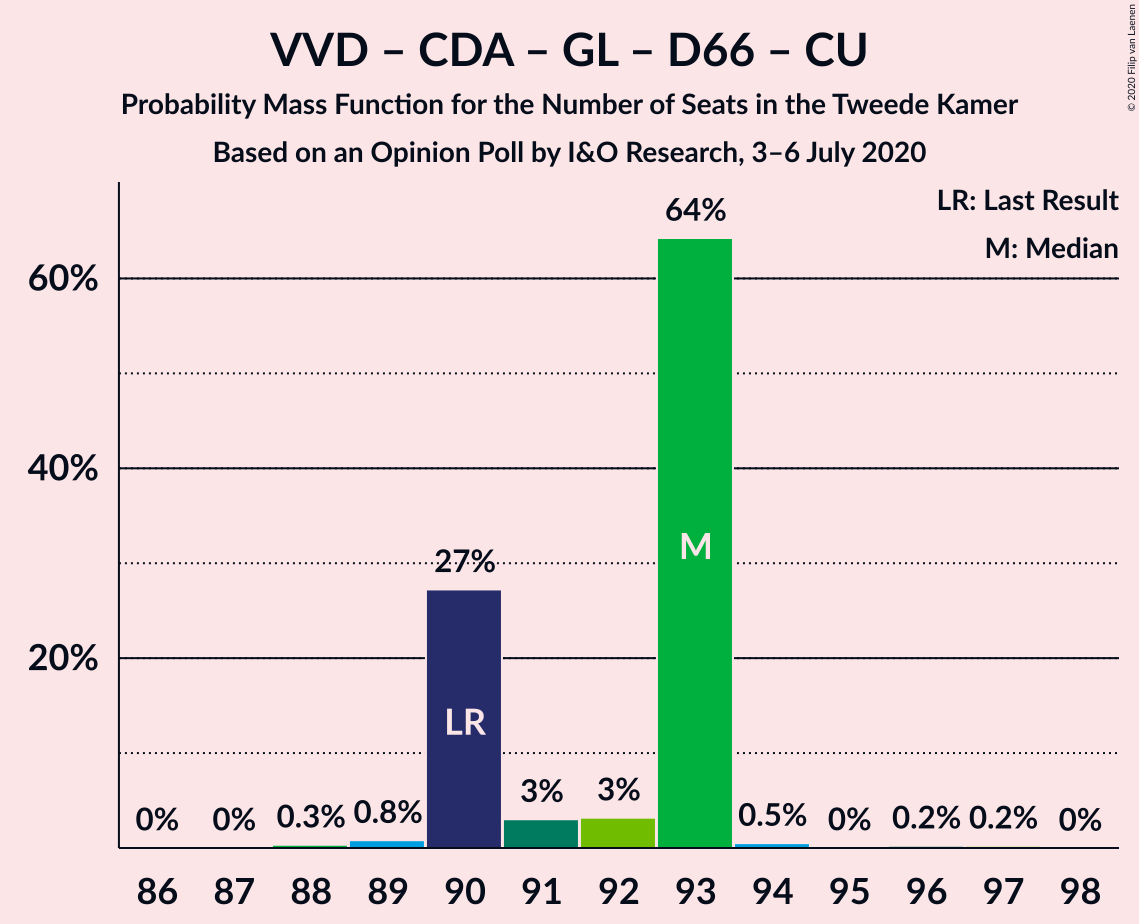 VVD – CDA – GL – D66 – CU
Probability Mass Function for the Number of Seats in the Tweede Kamer
Based on an Opinion Poll by I&O Research, 3–6 July 2020
© 2020 Filip van Laenen
LR: Last Result
M: Median
64%
60%
M
40%
27%
20%
LR
0% 0% 0.3% 0.8% 3% 3% 0.5% 0% 0.2% 0.2% 0%
86 87 88 89 90 91 92 93 94 95 96 97 98